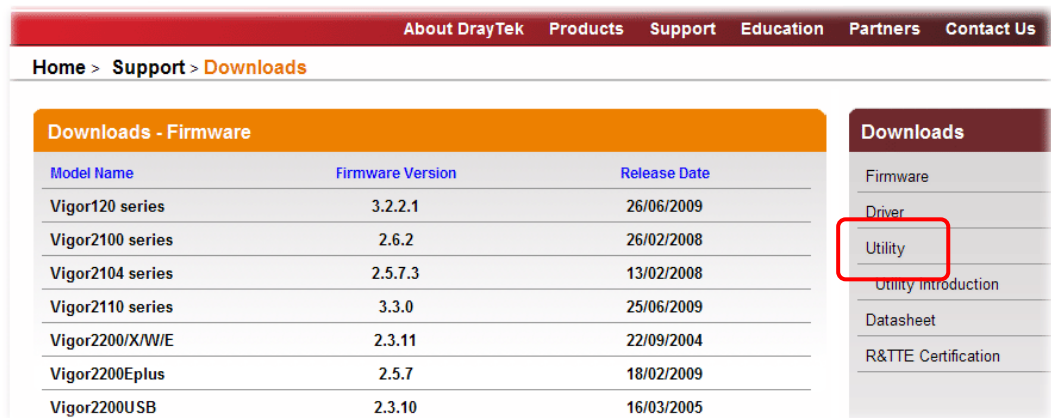 About DrayTek Products Support Education Partners Contact Us
Home > Support > Downloads
Downloads - Firmware
Model Name Firmware Version Release Date
Vigor120 series 3.2.2.1 26/06/2009
Vigor2100 series 2.6.2 26/02/2008
Vigor2104 series 2.5.7.3 13/02/2008
Vigor2110 series 3.3.0 25/06/2009
Vigor2200/X/W/E 2.3.11 22/09/2004
Vigor2200Eplus 2.5.7 18/02/2009
Vigor2200USB 2.3.10 16/03/2005
Downloads
Firmware
Driver
Utility
Utility Introduction
Datasheet
R&TTE Certification